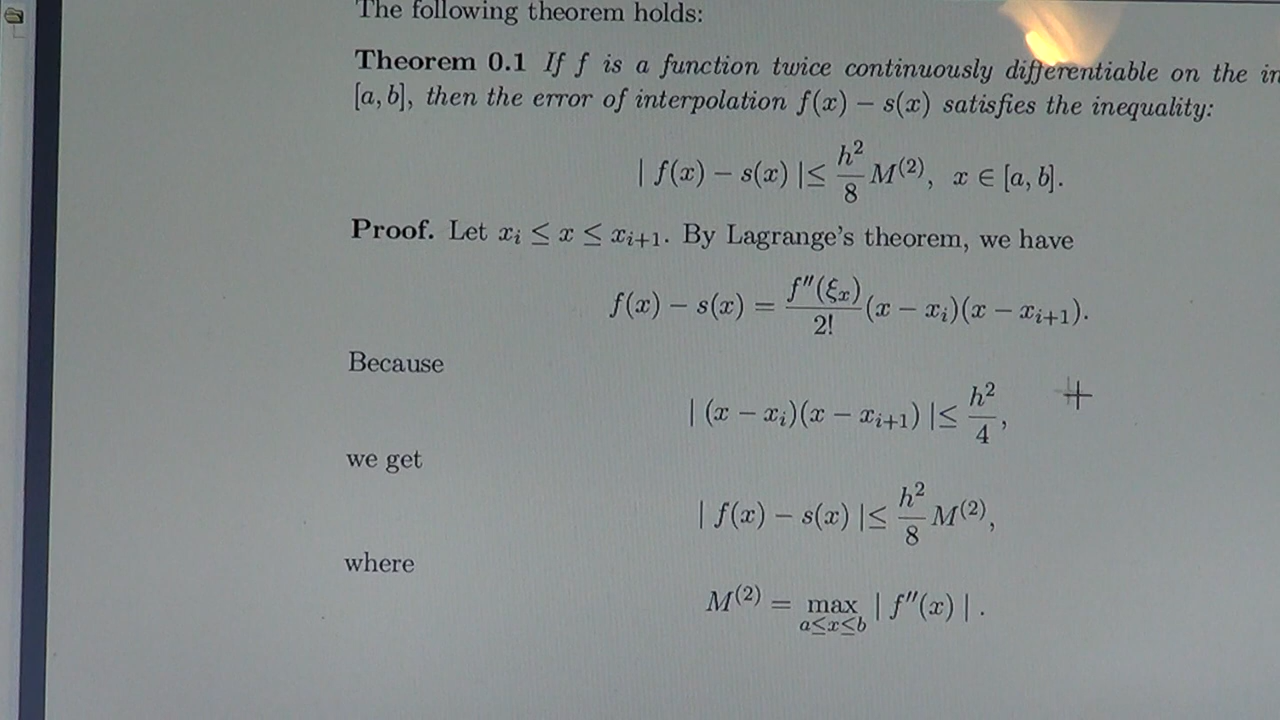 The following theorem holds:
Theorem 0.1 If f is a function twice continuously differentiable on the
[a, b], then the error of interpolation f(x) − s(x) satisfies the inequality:
| f(x) − s(x) |≤ h²/8 M⁽²⁾, x ∈ [a, b].
Proof. Let xᵢ ≤ x ≤ xᵢ₊₁. By Lagrange's theorem, we have
f(x) − s(x) = f″(ξₓ)/2! (x − xᵢ)(x − xᵢ₊₁).
Because
| (x − xᵢ)(x − xᵢ₊₁) |≤ h²/4,
we get
| f(x) − s(x) |≤ h²/8 M⁽²⁾,
where
M⁽²⁾ = max a≤x≤b | f″(x) | .